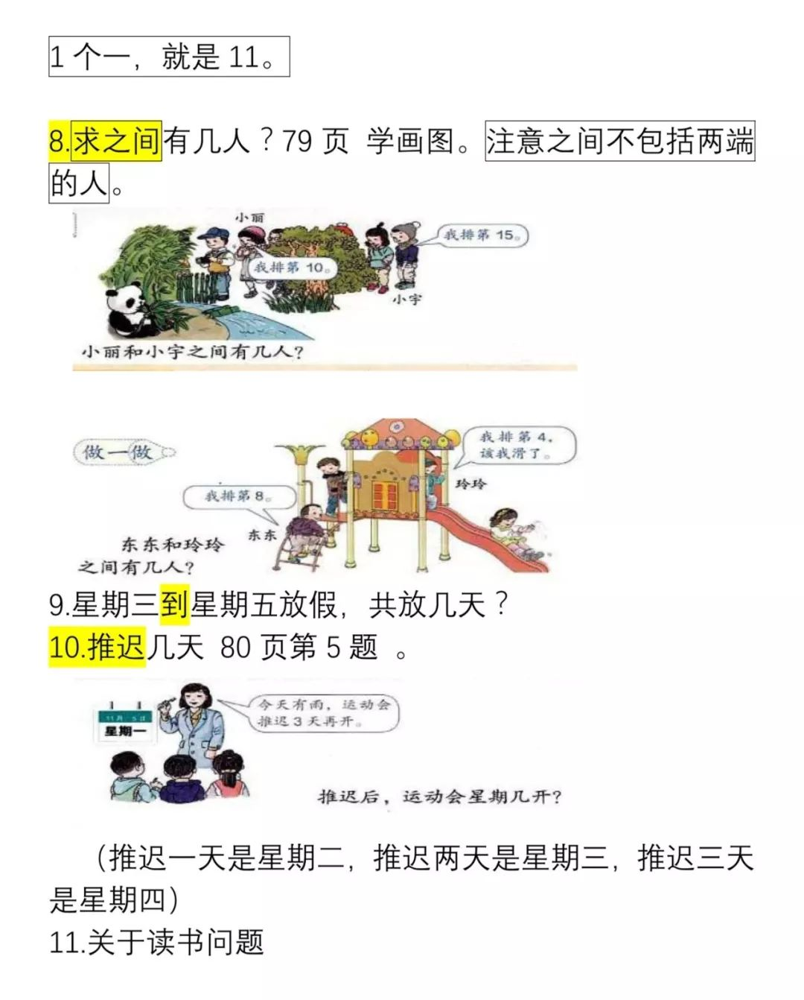 1 个一，就是 11。
8.求之间有几人？79 页 学画图。注意之间不包括两端
的人。
小丽
我排第 15。
我排第 10。
小宇
小丽和小宇之间有几人？
我排第 4，
该我滑了。
做一做
玲玲
我排第 8。
东东
东东和玲玲
之间有几人？
9.星期三到星期五放假，共放几天？
10.推迟几天 80 页第 5 题 。
今天有雨，运动会
推迟 3 天再开。
11月 5日
星期一
推迟后，运动会星期几开？
（推迟一天是星期二，推迟两天是星期三，推迟三天
是星期四）
11.关于读书问题